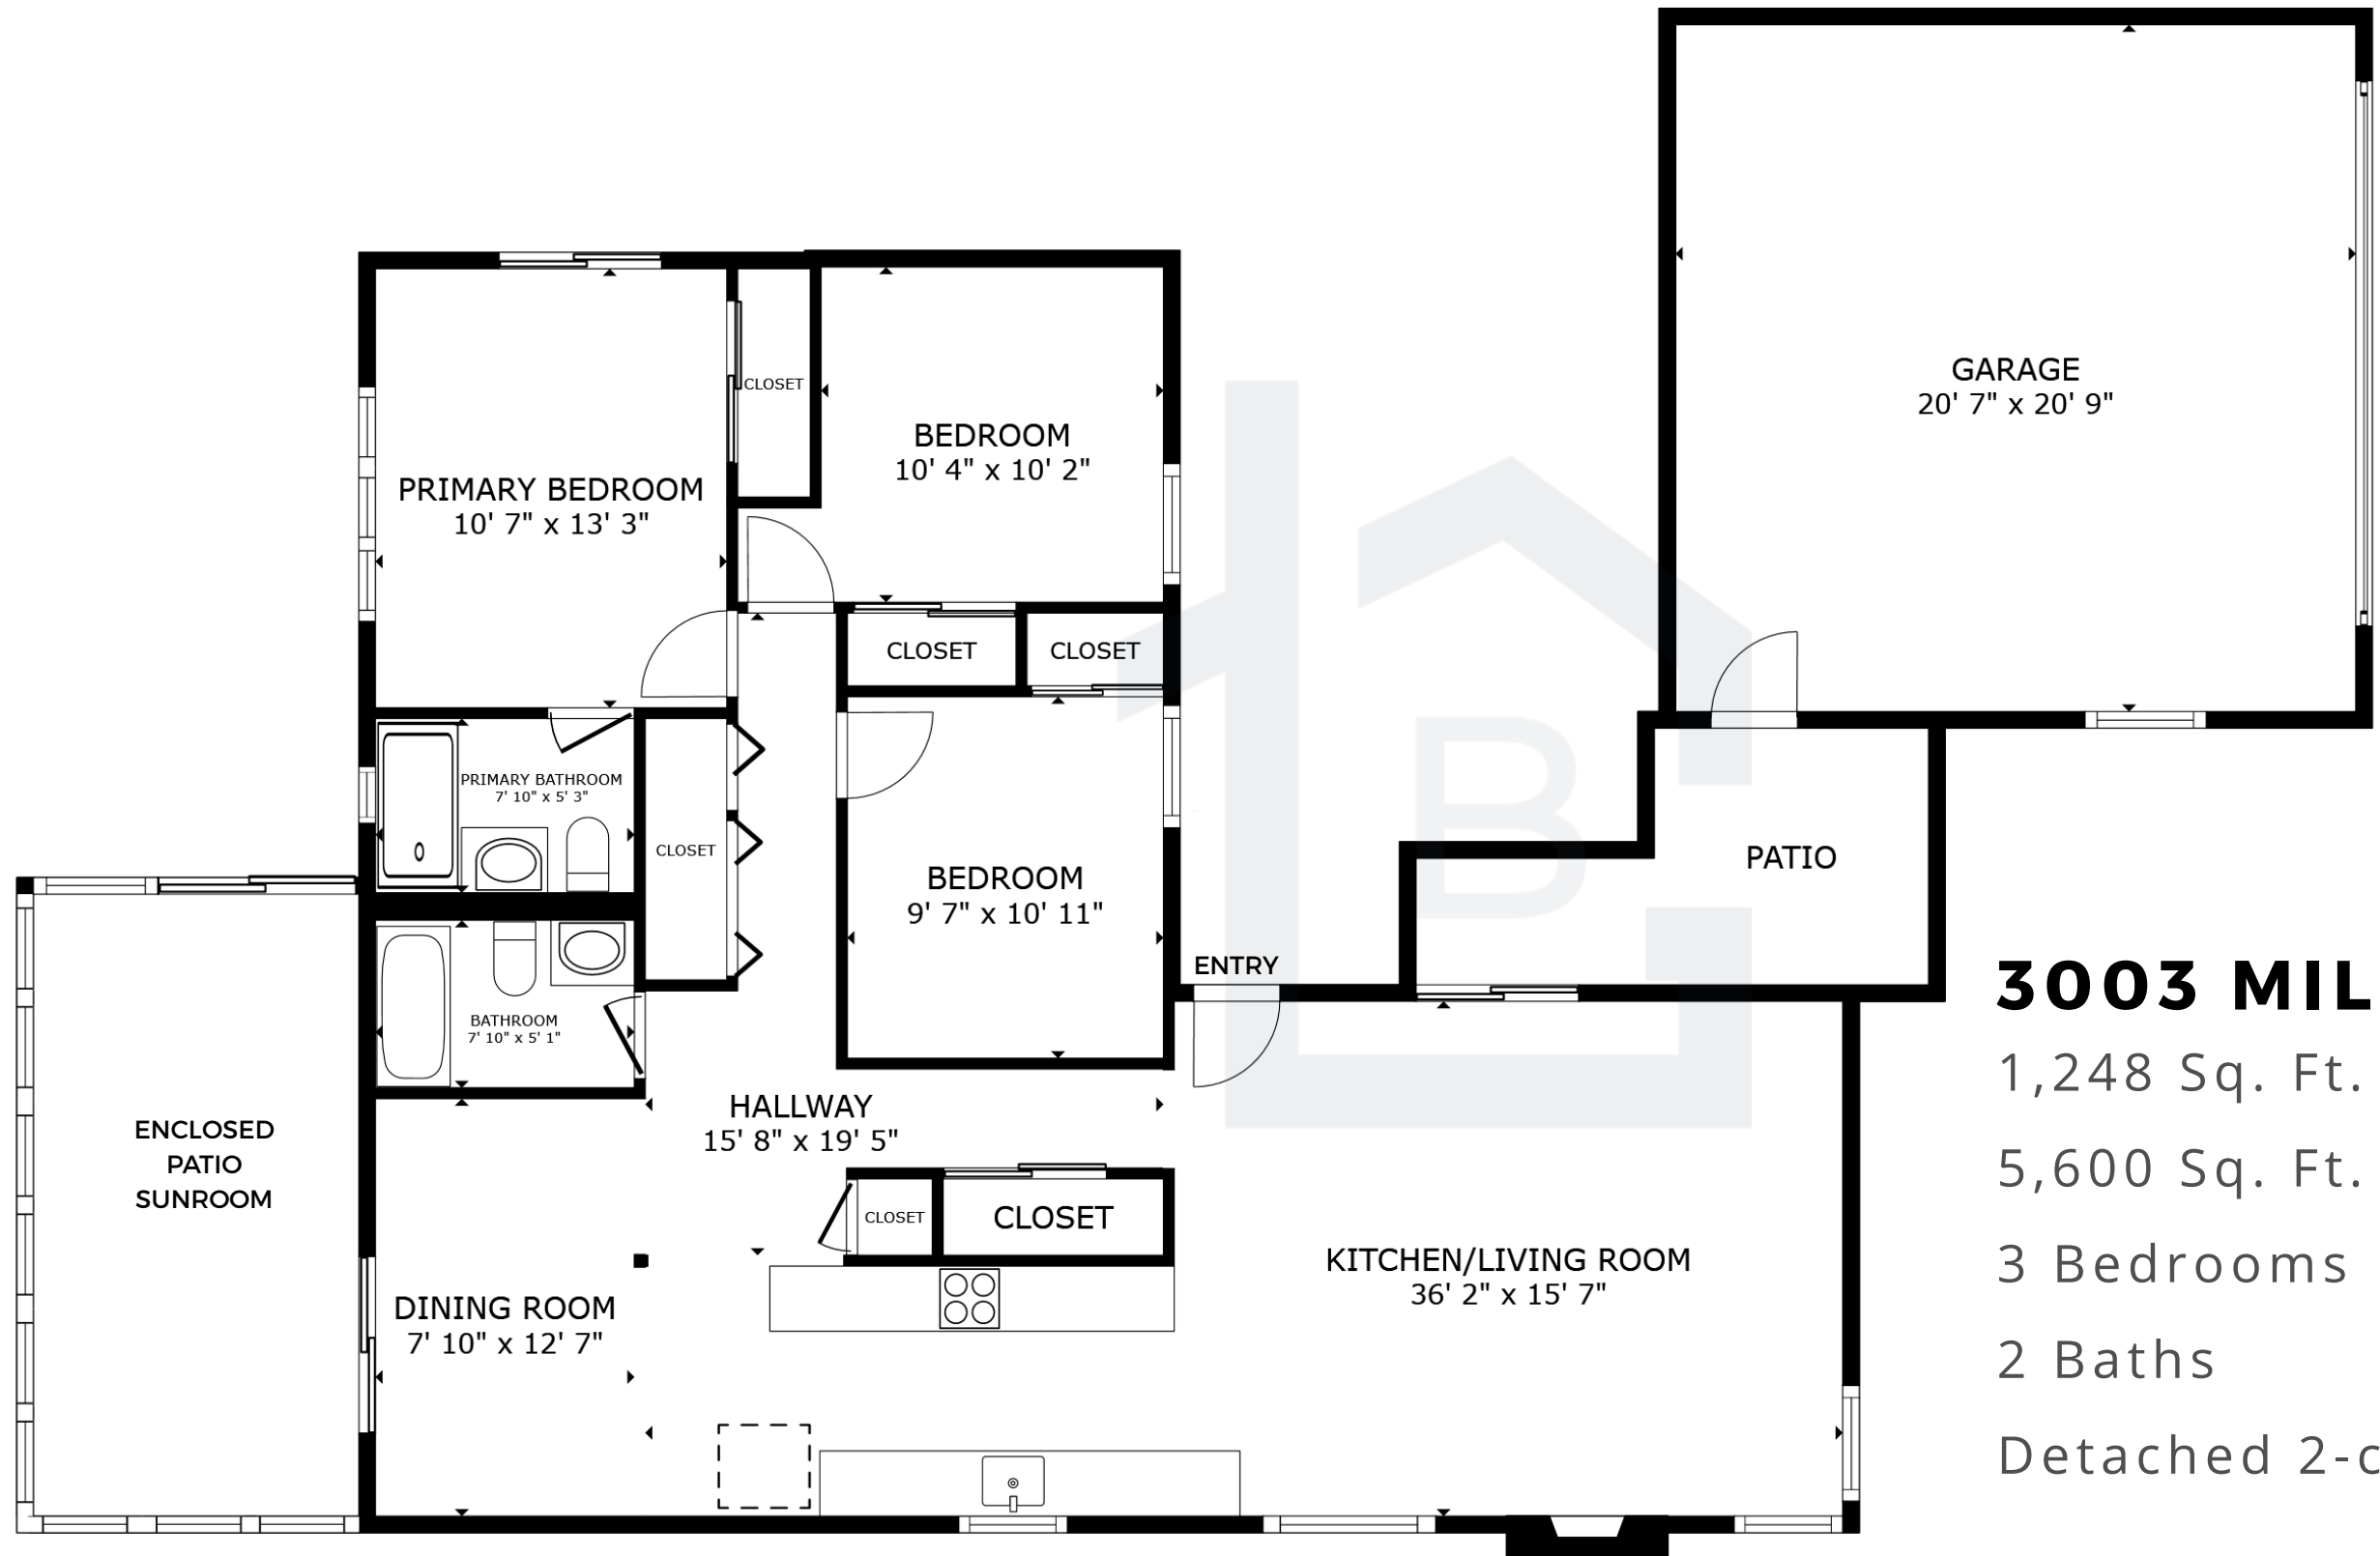 GARAGE
20' 7" x 20' 9"
CLOSET
BEDROOM
10' 4" x 10' 2"
PRIMARY BEDROOM
10' 7" x 13' 3"
CLOSET
CLOSET
PRIMARY BATHROOM
7' 10" x 5' 3"
CLOSET
BEDROOM
9' 7" x 10' 11"
PATIO
ENTRY
BATHROOM
7' 10" x 5' 1"
HALLWAY
15' 8" x 19' 5"
ENCLOSED
PATIO
SUNROOM
CLOSET
CLOSET
KITCHEN/LIVING ROOM
36' 2" x 15' 7"
DINING ROOM
7' 10" x 12' 7"
B
3003 MIL
1,248 Sq. Ft.
5,600 Sq. Ft.
3 Bedrooms
2 Baths
Detached 2-c